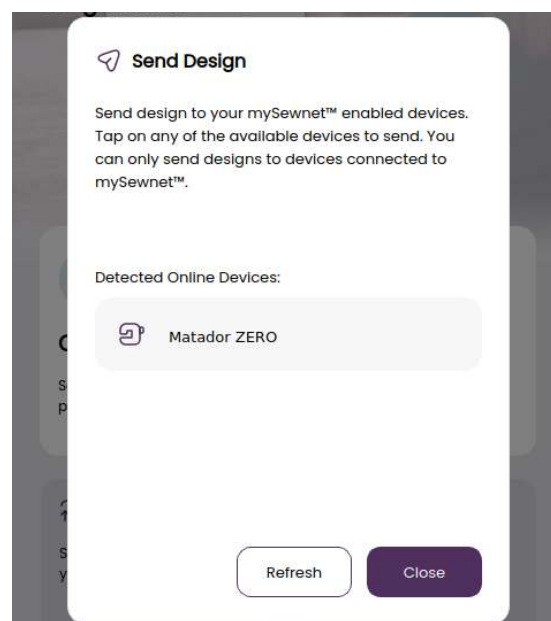 Send Design
Send design to your mySewnet™ enabled devices.
Tap on any of the available devices to send. You
can only send designs to devices connected to
mySewnet™.
Detected Online Devices:
Matador ZERO
Refresh
Close